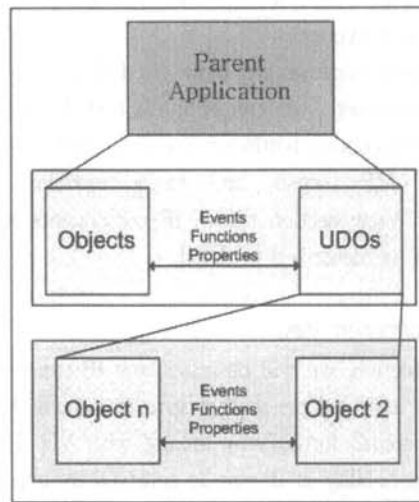 Parent
Application
Objects
Events
Functions
Properties
UDOs
Object n
Events
Functions
Properties
Object 2